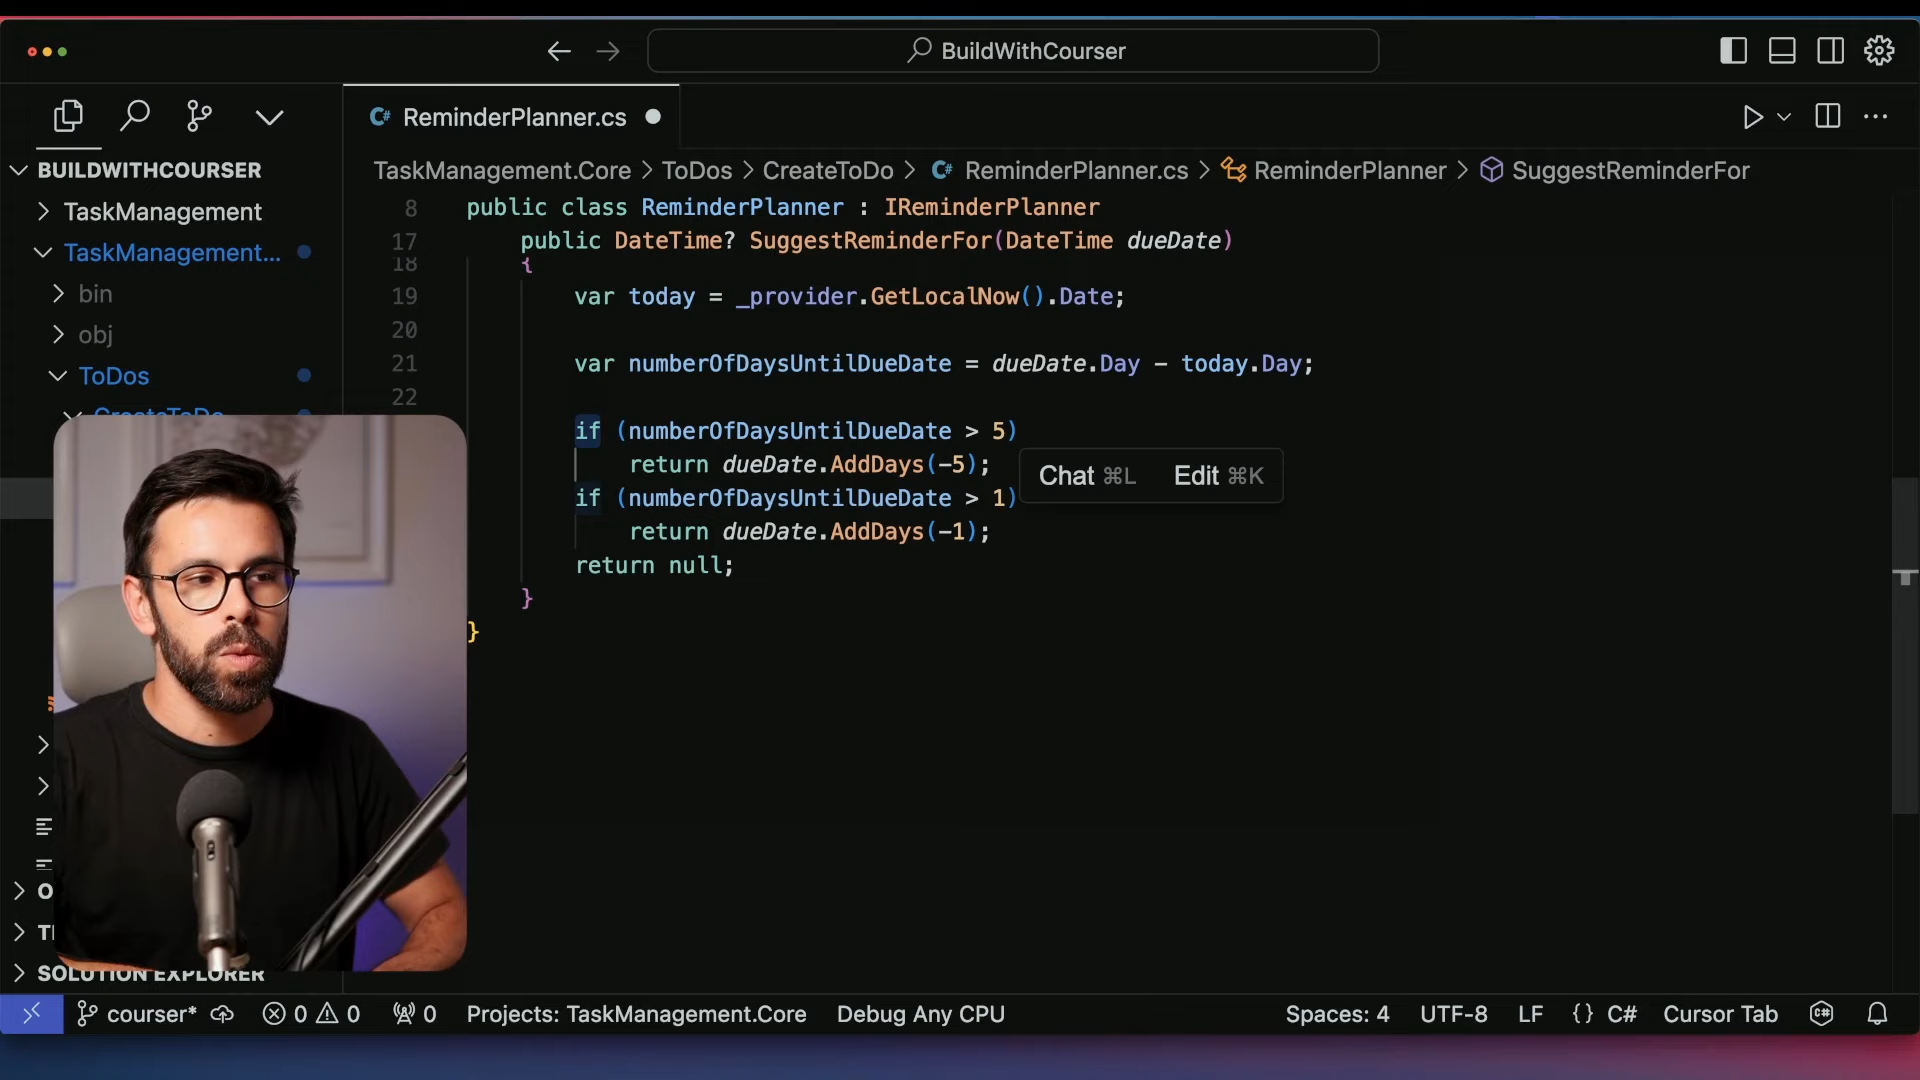 BuildWithCourser
ReminderPlanner.cs
BUILDWITHCOURSER
TaskManagement.Core > ToDos > CreateToDo > ReminderPlanner.cs > ReminderPlanner > SuggestReminderFor
TaskManagement
TaskManagement...
bin
obj
ToDos
CreateToDo
SOLUTION EXPLORER
8 public class ReminderPlanner : IReminderPlanner
17 public DateTime? SuggestReminderFor(DateTime dueDate)
18 {
19 var today = _provider.GetLocalNow().Date;
20
21 var numberOfDaysUntilDueDate = dueDate.Day - today.Day;
22
if (numberOfDaysUntilDueDate > 5)
return dueDate.AddDays(-5);
Chat ⌘L Edit ⌘K
if (numberOfDaysUntilDueDate > 1)
return dueDate.AddDays(-1);
return null;
}
}
courser* 0 0 0 Projects: TaskManagement.Core Debug Any CPU Spaces: 4 UTF-8 LF {} C# Cursor Tab